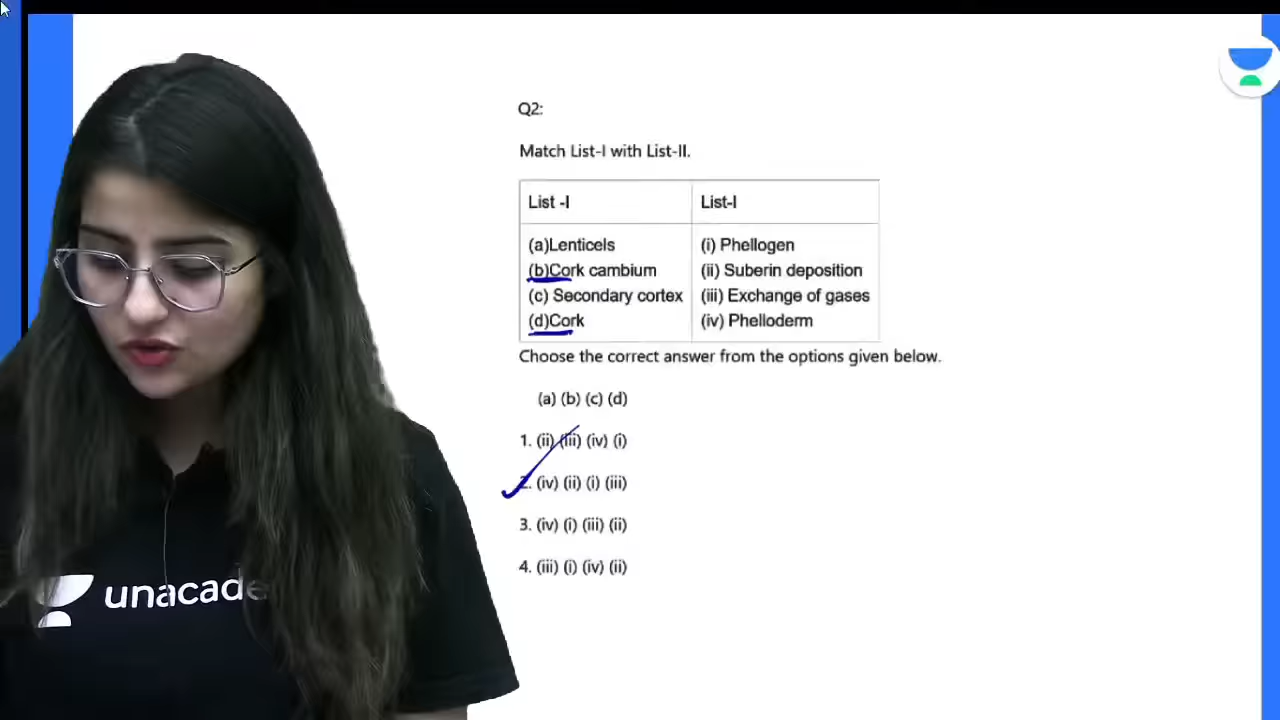 Q2:
Match List-I with List-II.
List -I
List-I
(a)Lenticels
(i) Phellogen
(b)Cork cambium
(ii) Suberin deposition
(c) Secondary cortex
(iii) Exchange of gases
(d)Cork
(iv) Phelloderm
Choose the correct answer from the options given below.
(a) (b) (c) (d)
1. (ii) (iii) (iv) (i)
2. (iv) (ii) (i) (iii)
3. (iv) (i) (iii) (ii)
4. (iii) (i) (iv) (ii)
unacade